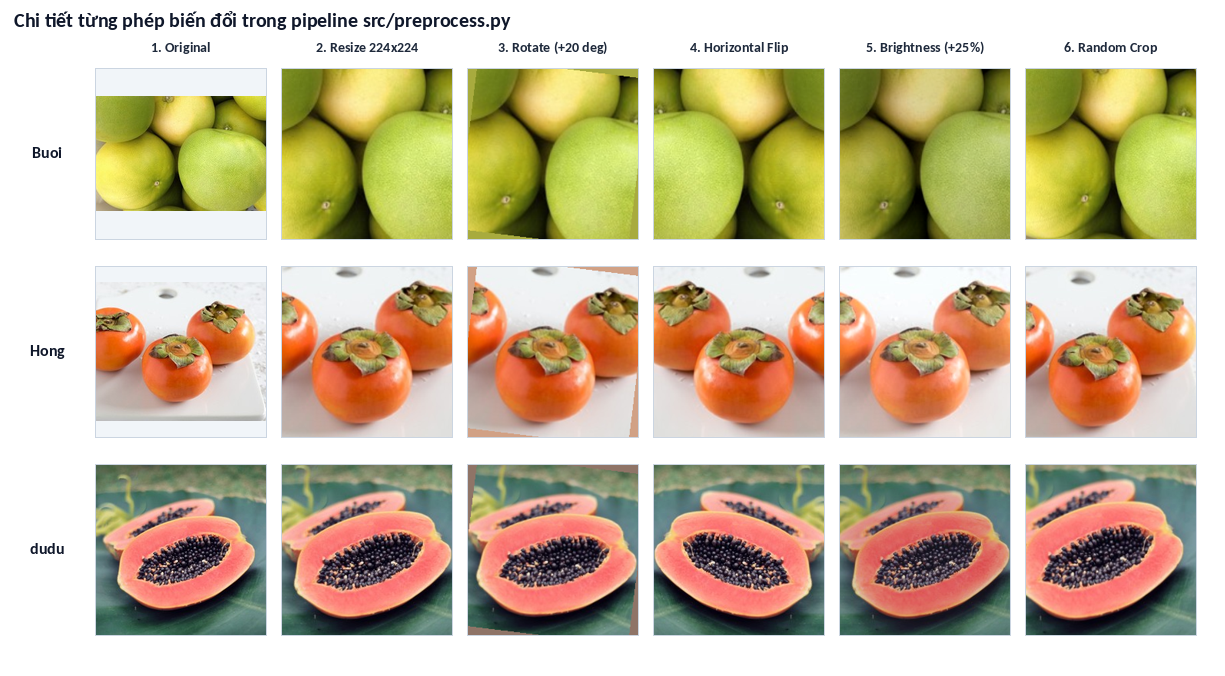 Chi tiết từng phép biến đổi trong pipeline src/preprocess.py
1. Original 2. Resize 224x224 3. Rotate (+20 deg) 4. Horizontal Flip 5. Brightness (+25%) 6. Random Crop
Buoi
Hong
dudu